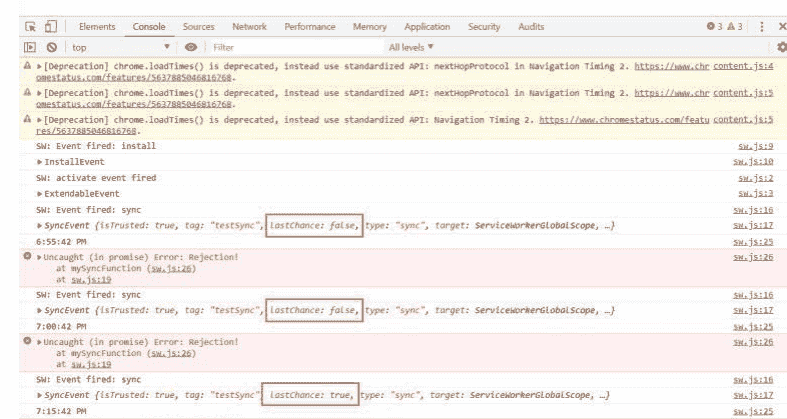 Elements Console Sources Network Performance Memory Application Security Audits 3 3
top Filter All levels
[Deprecation] chrome.loadTimes() is deprecated, instead use standardized API: nextHopProtocol in Navigation Timing 2. https://www.chr content.js:4
omestatus.com/features/5637885046816768.
[Deprecation] chrome.loadTimes() is deprecated, instead use standardized API: nextHopProtocol in Navigation Timing 2. https://www.chr content.js:5
omestatus.com/features/5637885046816768.
[Deprecation] chrome.loadTimes() is deprecated, instead use standardized API: Navigation Timing 2. https://www.chromestatus.com/featu content.js:5
res/5637885046816768.
SW: Event fired: install sw.js:9
InstallEvent sw.js:10
SW: activate event fired sw.js:2
ExtendableEvent sw.js:3
SW: Event fired: sync sw.js:16
SyncEvent {isTrusted: true, tag: "testSync", lastChance: false, type: "sync", target: ServiceWorkerGlobalScope, …} sw.js:17
6:55:42 PM sw.js:25
Uncaught (in promise) Error: Rejection! sw.js:26
at mySyncFunction (sw.js:26)
at sw.js:19
SW: Event fired: sync sw.js:16
SyncEvent {isTrusted: true, tag: "testSync", lastChance: false, type: "sync", target: ServiceWorkerGlobalScope, …} sw.js:17
7:00:42 PM sw.js:25
Uncaught (in promise) Error: Rejection! sw.js:26
at mySyncFunction (sw.js:26)
at sw.js:19
SW: Event fired: sync sw.js:16
SyncEvent {isTrusted: true, tag: "testSync", lastChance: true, type: "sync", target: ServiceWorkerGlobalScope, …} sw.js:17
7:15:42 PM sw.js:25